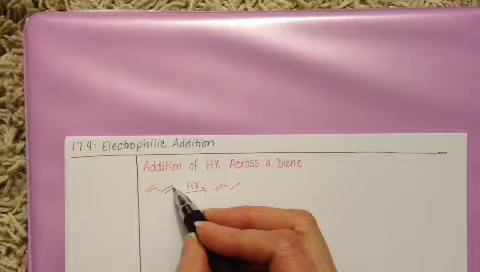 17.4: Electrophilic Addition
Addition of HX Across a Diene
HX